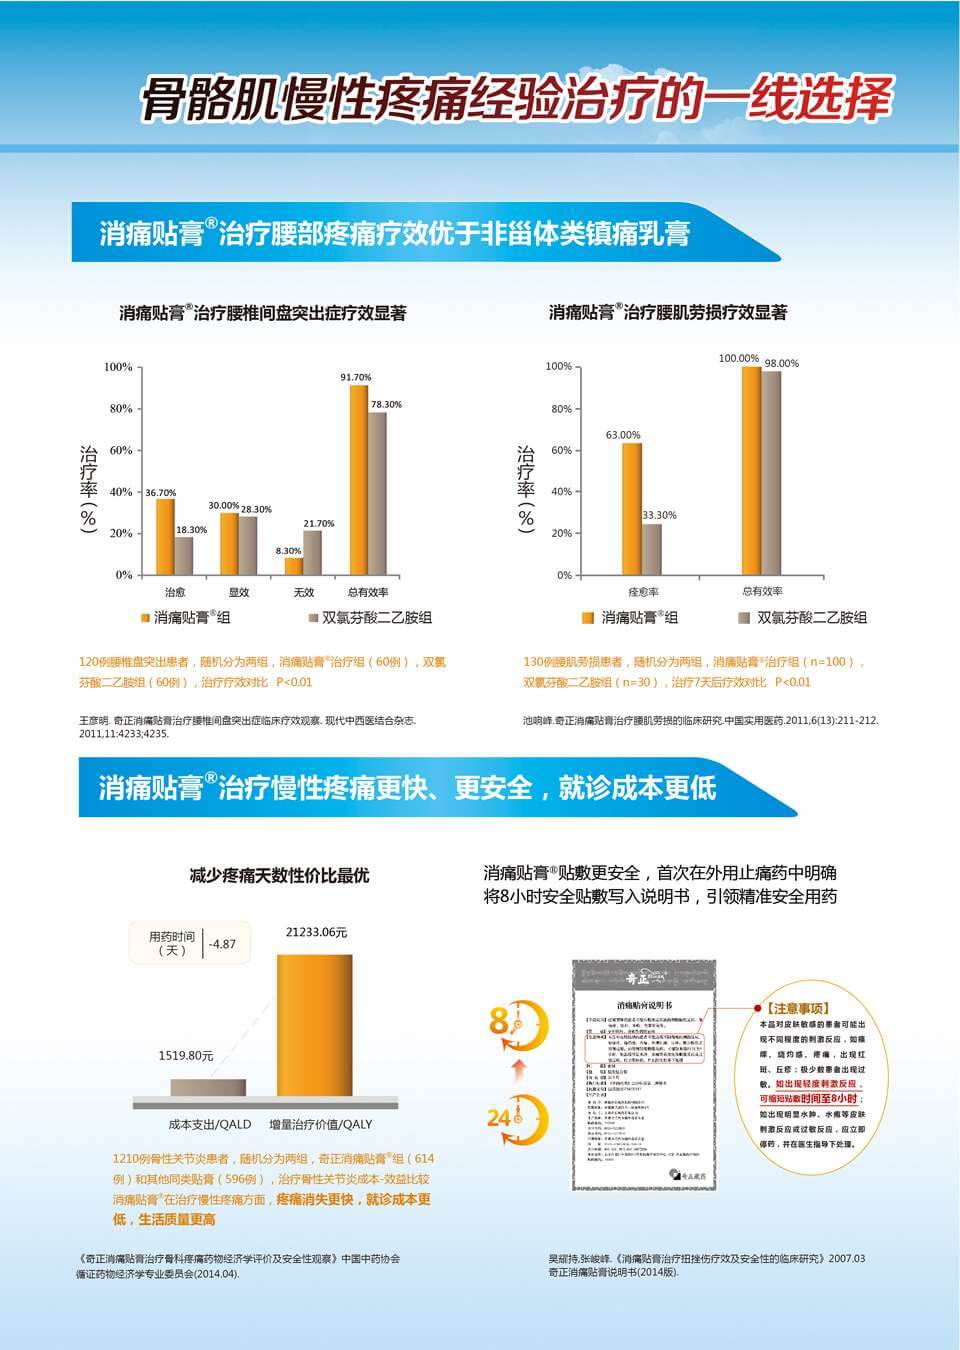 骨骼肌慢性疼痛经验治疗的一线选择
消痛贴膏®治疗腰部疼痛疗效优于非甾体类镇痛乳膏
消痛贴膏®治疗腰椎间盘突出症疗效显著
治疗率(%)
100%
80%
60%
40%
20%
0%
36.70%
18.30%
30.00%
28.30%
8.30%
21.70%
91.70%
78.30%
治愈
显效
无效
总有效率
消痛贴膏®组
双氯芬酸二乙胺组
120例腰椎盘突出患者，随机分为两组，消痛贴膏®治疗组（60例），双氯
芬酸二乙胺组（60例），治疗疗效对比 P<0.01
王彦明. 奇正消痛贴膏治疗腰椎间盘突出症临床疗效观察. 现代中西医结合杂志.
2011,11:4233;4235.
消痛贴膏®治疗腰肌劳损疗效显著
治疗率(%)
100%
80%
60%
40%
20%
0%
63.00%
33.30%
100.00%
98.00%
痊愈率
总有效率
消痛贴膏®组
双氯芬酸二乙胺组
130例腰肌劳损患者，随机分为两组，消痛贴膏®治疗组（n=100），
双氯芬酸二乙胺组（n=30），治疗7天后疗效对比 P<0.01
池响峰.奇正消痛贴膏治疗腰肌劳损的临床研究.中国实用医药.2011,6(13):211-212.
消痛贴膏®治疗慢性疼痛更快、更安全，就诊成本更低
减少疼痛天数性价比最优
用药时间
（天）
-4.87
21233.06元
1519.80元
成本支出/QALD
增量治疗价值/QALY
1210例骨性关节炎患者，随机分为两组，奇正消痛贴膏®组（614
例）和其他同类贴膏（596例），治疗骨性关节炎成本-效益比较
消痛贴膏®在治疗慢性疼痛方面，疼痛消失更快，就诊成本更
低，生活质量更高
《奇正消痛贴膏治疗骨科疼痛药物经济学评价及安全性观察》中国中药协会
循证药物经济学专业委员会(2014.04).
消痛贴膏®贴敷更安全，首次在外用止痛药中明确
将8小时安全贴敷写入说明书，引领精准安全用药
8
24
奇正
消痛贴膏说明书
奇正藏药
【注意事项】
本品对皮肤敏感的患者可能出
现不同程度的刺激反应，如瘙
痒、烧灼感、疼痛，出现红
斑、丘疹；极少数患者出现过
敏。如出现轻度刺激反应，
可缩短贴敷时间至8小时；
如出现明显水肿、水疱等皮肤
刺激反应或过敏反应，应立即
停药，并在医生指导下处理。
吴耀持,张峻峰.《消痛贴膏治疗扭挫伤疗效及安全性的临床研究》2007.03
奇正消痛贴膏说明书(2014版).